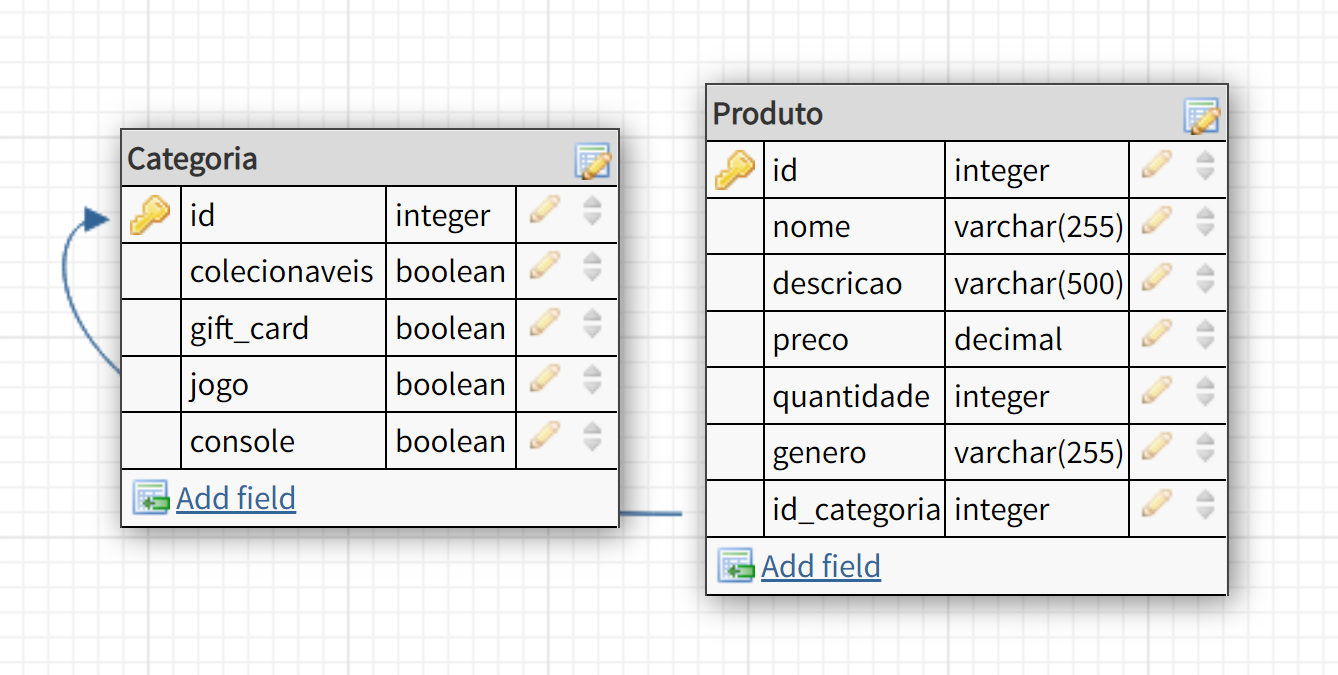 Categoria
id integer
colecionaveis boolean
gift_card boolean
jogo boolean
console boolean
Add field
Produto
id integer
nome varchar(255)
descricao varchar(500)
preco decimal
quantidade integer
genero varchar(255)
id_categoria integer
Add field